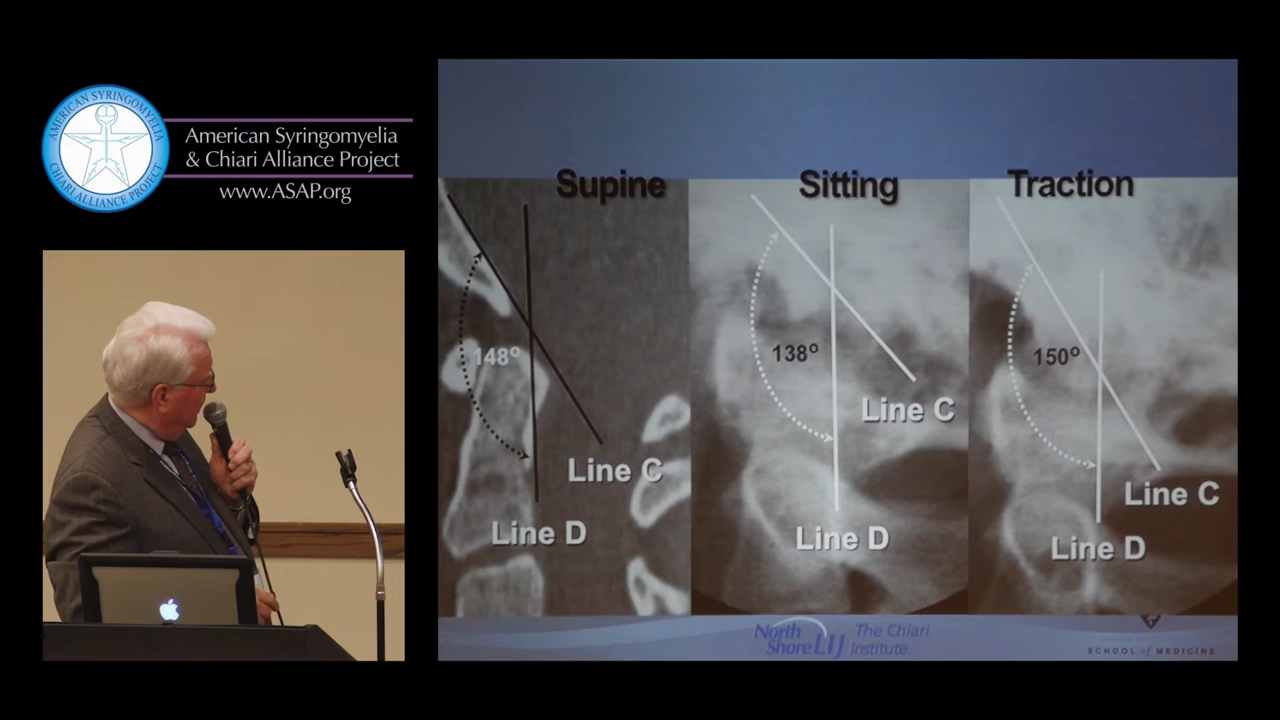 AMERICAN SYRINGOMYELIA
CHIARI ALLIANCE PROJECT
American Syringomyelia
& Chiari Alliance Project
www.ASAP.org
Supine
Sitting
Traction
148°
138°
150°
Line C
Line C
Line C
Line D
Line D
Line D
North
Shore LIJ
The Chiari
Institute
SCHOOL of MEDICINE